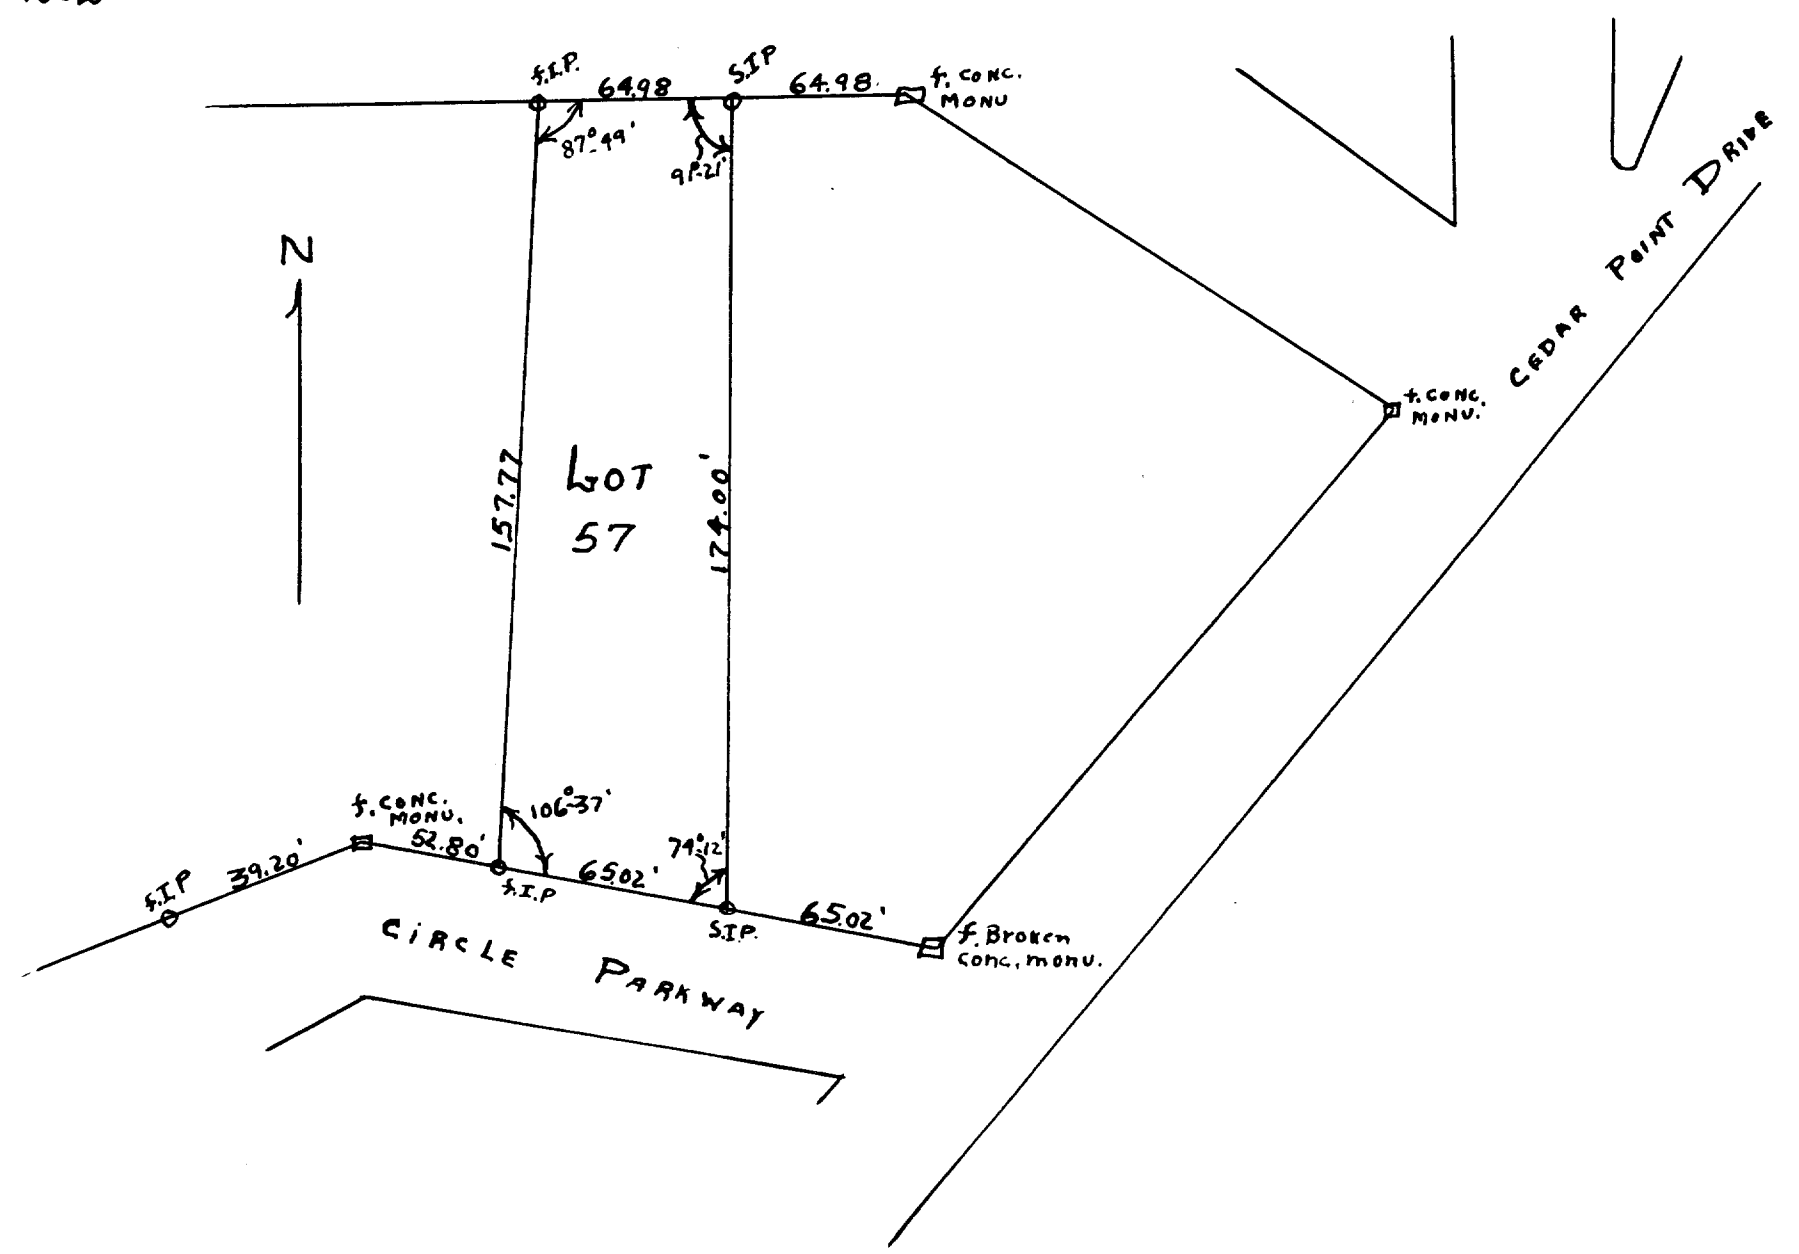 f.I.P.
64.98
S.I.P
64.98
f. CONC.
MONU
87°-49'
91°-21'
DRIVE
POINT
CEDAR
N
f. CONC.
MONU.
157.77
LOT
57
174.00'
f. CONC.
MONU.
52.80'
106°-37'
74°-12'
39.20'
f.I.P
f.I.P
65.02'
S.I.P.
65.02'
f. Broken
Conc. monu.
CiRCLE PARKWAY